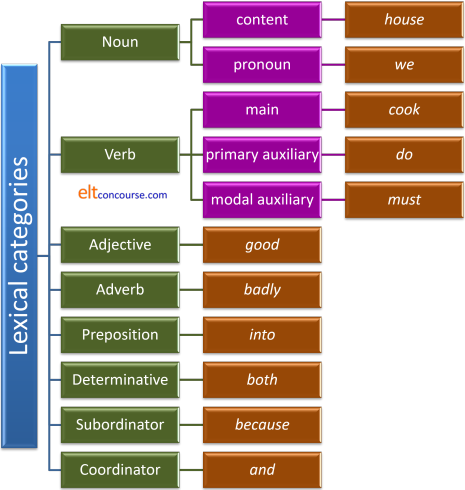 Lexical categories
Noun
content
house
pronoun
we
Verb
main
cook
primary auxiliary
do
modal auxiliary
must
eltconcourse.com
Adjective
good
Adverb
badly
Preposition
into
Determinative
both
Subordinator
because
Coordinator
and